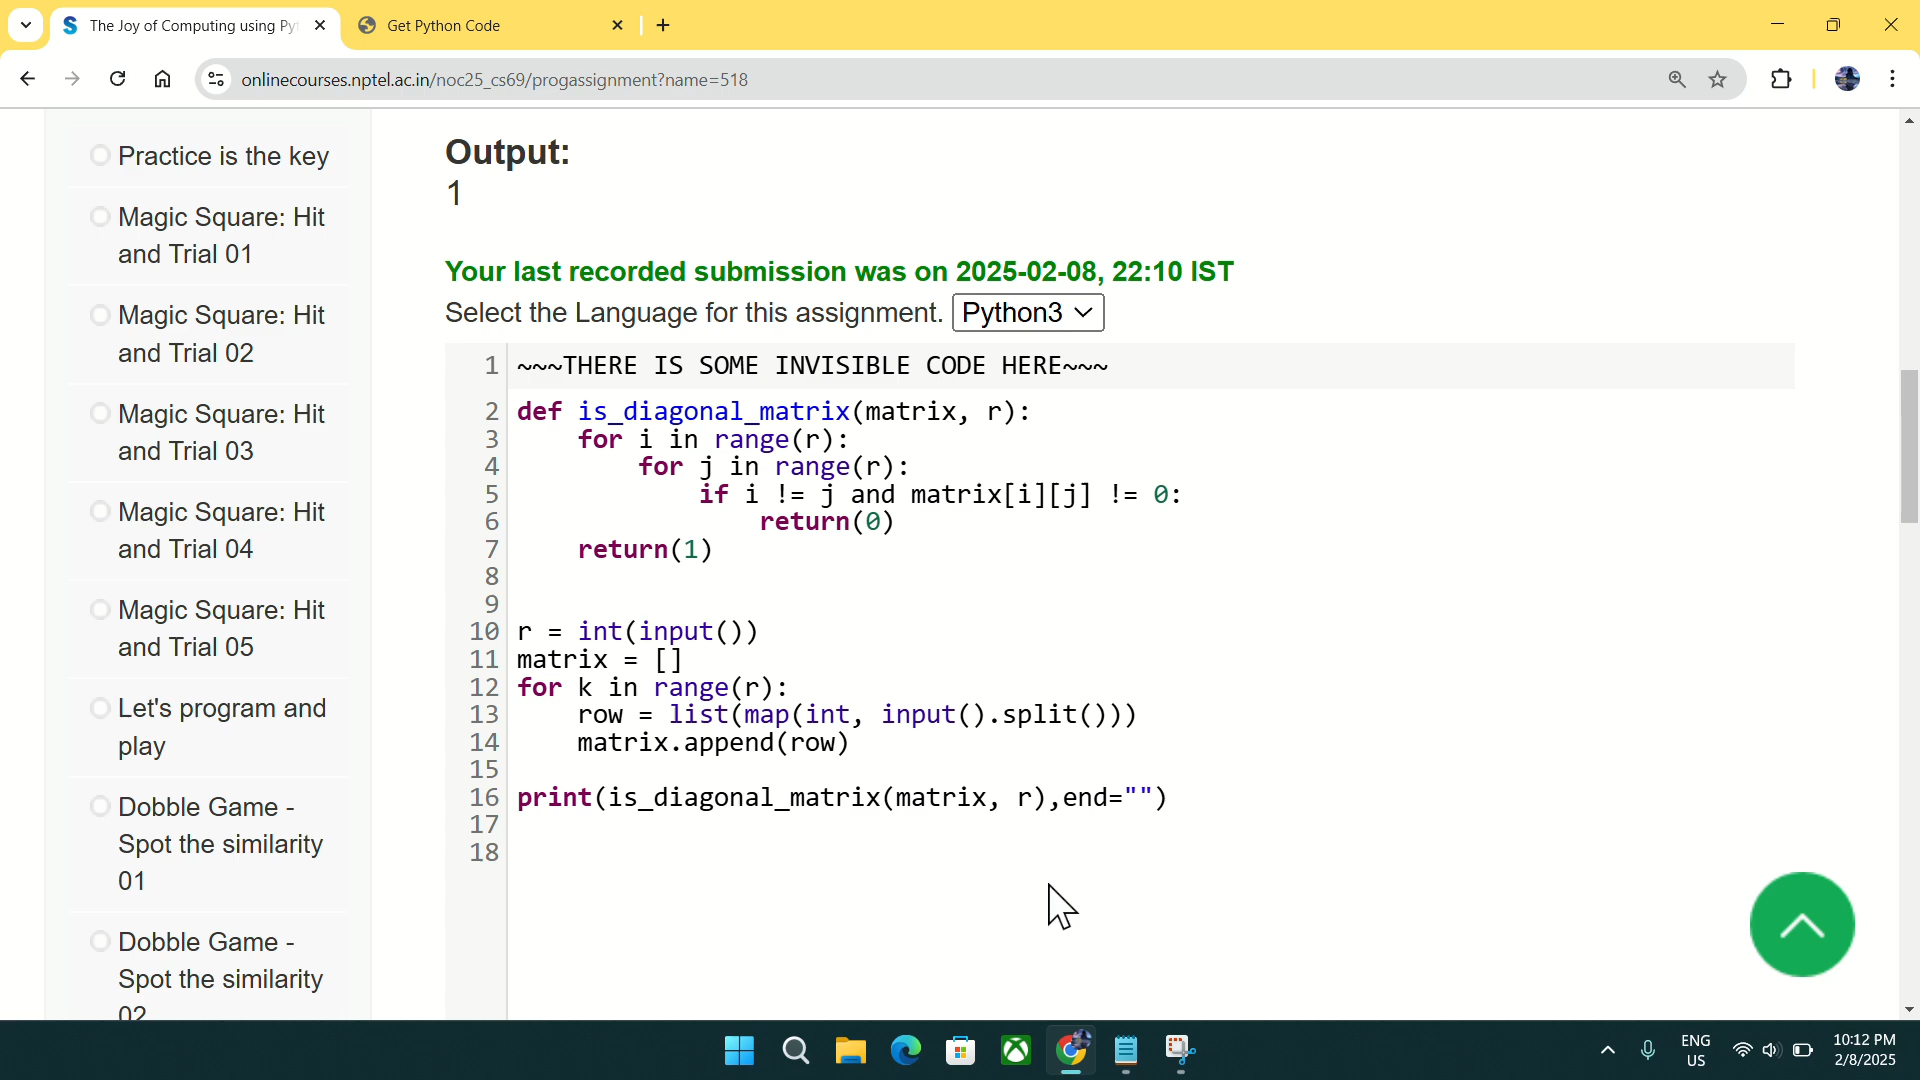 The Joy of Computing using Py
Get Python Code
onlinecourses.nptel.ac.in/noc25_cs69/progassignment?name=518
Practice is the key
Magic Square: Hit
and Trial 01
Magic Square: Hit
and Trial 02
Magic Square: Hit
and Trial 03
Magic Square: Hit
and Trial 04
Magic Square: Hit
and Trial 05
Let's program and
play
Dobble Game -
Spot the similarity
01
Dobble Game -
Spot the similarity
02
Output:
1
Your last recorded submission was on 2025-02-08, 22:10 IST
Select the Language for this assignment. Python3
1 ~~~THERE IS SOME INVISIBLE CODE HERE~~~
2 def is_diagonal_matrix(matrix, r):
3     for i in range(r):
4         for j in range(r):
5             if i != j and matrix[i][j] != 0:
6                 return(0)
7     return(1)
8
9
10 r = int(input())
11 matrix = []
12 for k in range(r):
13     row = list(map(int, input().split()))
14     matrix.append(row)
15
16 print(is_diagonal_matrix(matrix, r),end="")
17
18
ENG
US
10:12 PM
2/8/2025